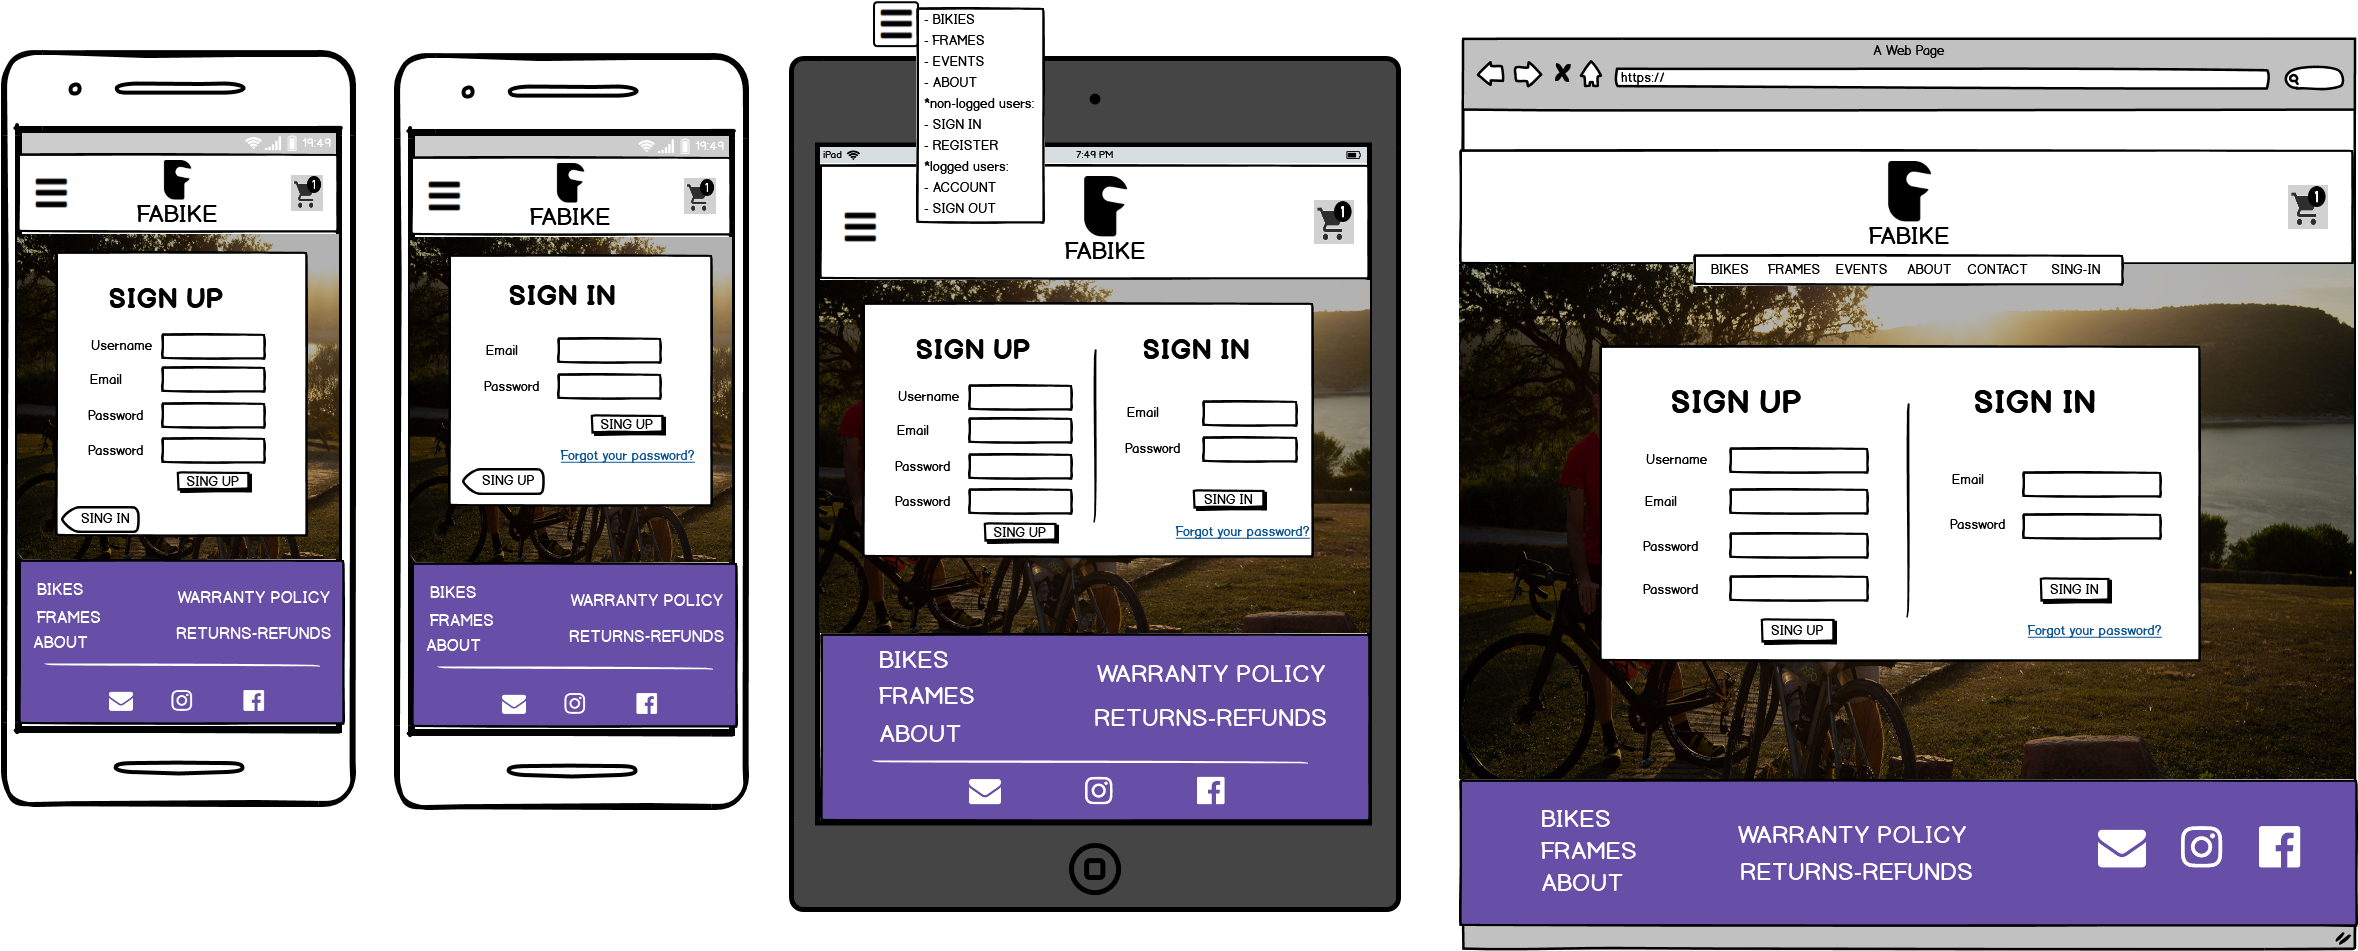 19:49
FABIKE
1
SIGN UP
Username
Email
Password
Password
SING UP
SING IN
BIKES
FRAMES
ABOUT
WARRANTY POLICY
RETURNS-REFUNDS
19:49
FABIKE
1
SIGN IN
Email
Password
SING UP
Forgot your password?
SING UP
BIKES
FRAMES
ABOUT
WARRANTY POLICY
RETURNS-REFUNDS
- BIKIES
- FRAMES
- EVENTS
- ABOUT
*non-logged users:
- SIGN IN
- REGISTER
*logged users:
- ACCOUNT
- SIGN OUT
iPad
7:49 PM
FABIKE
1
SIGN UP
Username
Email
Password
Password
SING UP
SIGN IN
Email
Password
SING IN
Forgot your password?
BIKES
FRAMES
ABOUT
WARRANTY POLICY
RETURNS-REFUNDS
A Web Page
https://
FABIKE
1
BIKES FRAMES EVENTS ABOUT CONTACT SING-IN
SIGN UP
Username
Email
Password
Password
SING UP
SIGN IN
Email
Password
SING IN
Forgot your password?
BIKES
FRAMES
ABOUT
WARRANTY POLICY
RETURNS-REFUNDS